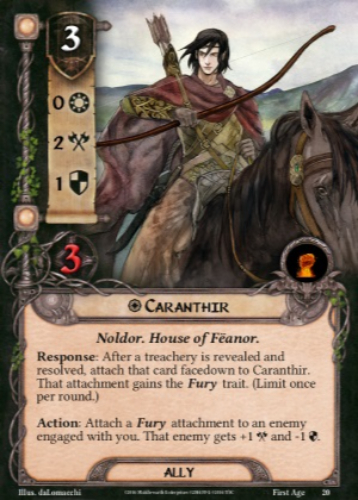 3
0
2
1
3
Caranthir
Noldor. House of Fëanor.
Response: After a treachery is revealed and
resolved, attach that card facedown to Caranthir.
That attachment gains the Fury trait. (Limit once
per round.)
Action: Attach a Fury attachment to an enemy
engaged with you. That enemy gets +1 and -1 .
Illus. daLomacchi
ALLY
First Age
20